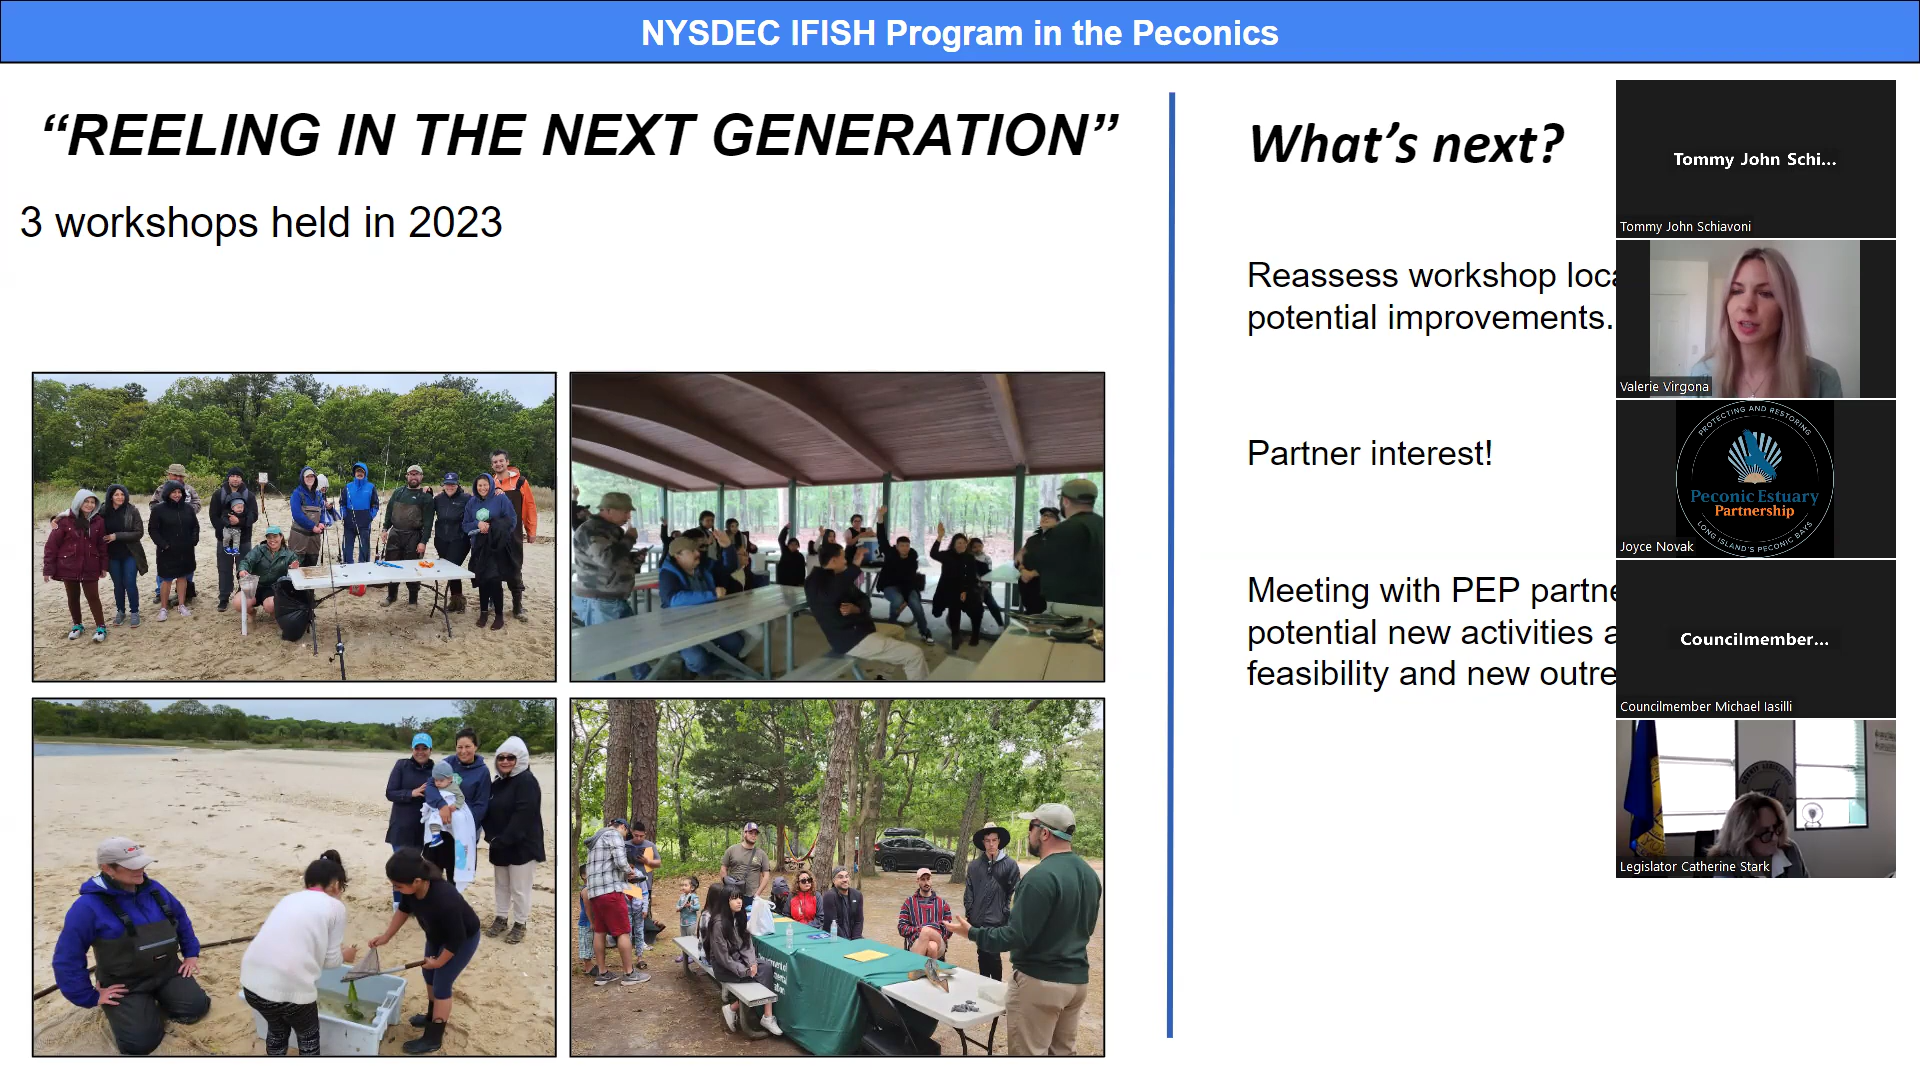 NYSDEC IFISH Program in the Peconics
“REELING IN THE NEXT GENERATION”
3 workshops held in 2023
What’s next?
Reassess workshop loca
potential improvements.
Partner interest!
Meeting with PEP partne
potential new activities a
feasibility and new outre
Tommy John Schi...
Tommy John Schiavoni
Valerie Virgona
PROTECTING AND RESTORING
Peconic Estuary
Partnership
LONG ISLAND'S PECONIC BAYS
Joyce Novak
Councilmember...
Councilmember Michael Iasilli
Legislator Catherine Stark